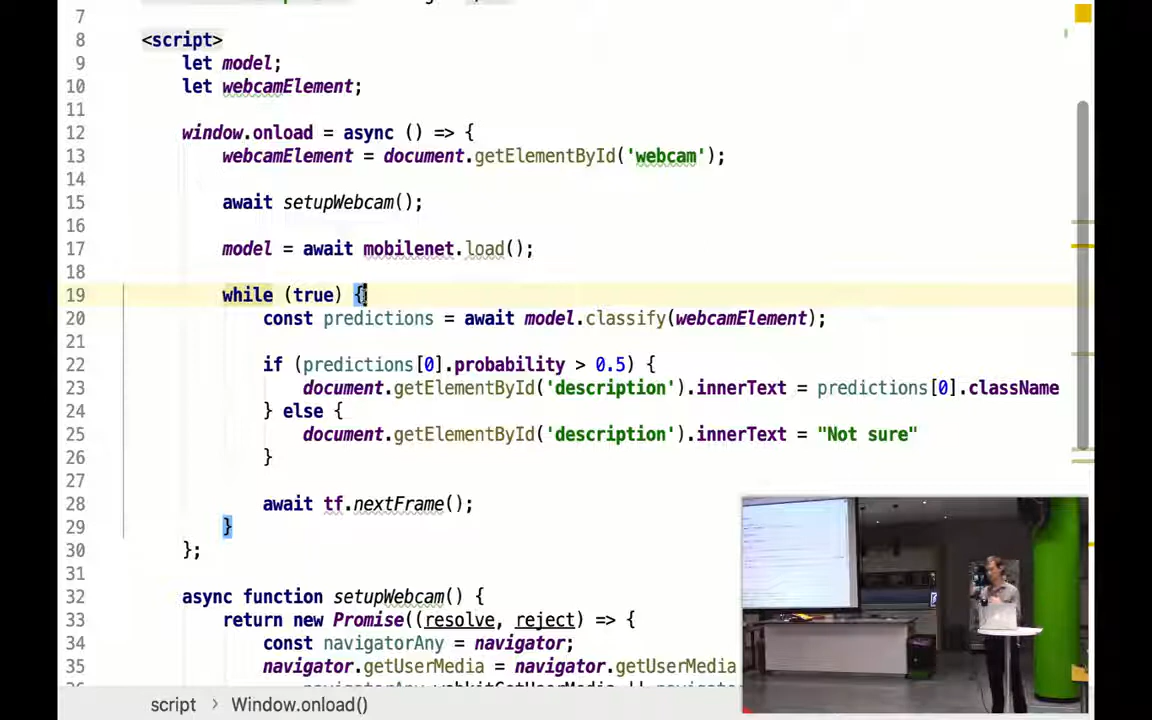 7
8 <script>
9 let model;
10 let webcamElement;
11
12 window.onload = async () => {
13 webcamElement = document.getElementById('webcam');
14
15 await setupWebcam();
16
17 model = await mobilenet.load();
18
19 while (true) {
20 const predictions = await model.classify(webcamElement);
21
22 if (predictions[0].probability > 0.5) {
23 document.getElementById('description').innerText = predictions[0].className
24 } else {
25 document.getElementById('description').innerText = "Not sure"
26 }
27
28 await tf.nextFrame();
29 }
30 };
31
32 async function setupWebcam() {
33 return new Promise((resolve, reject) => {
34 const navigatorAny = navigator;
35 navigator.getUserMedia = navigator.getUserMedia
script > Window.onload()